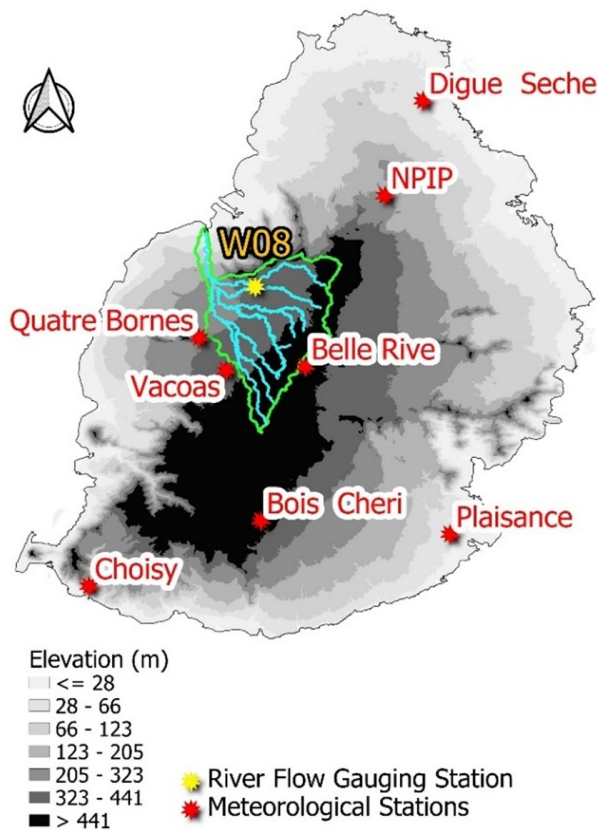 Digue Seche
NPIP
W08
Quatre Bornes
Belle Rive
Vacoas
Bois Cheri
Plaisance
Choisy
Elevation (m)
<= 28
28 - 66
66 - 123
123 - 205
205 - 323
323 - 441
> 441
River Flow Gauging Station
Meteorological Stations